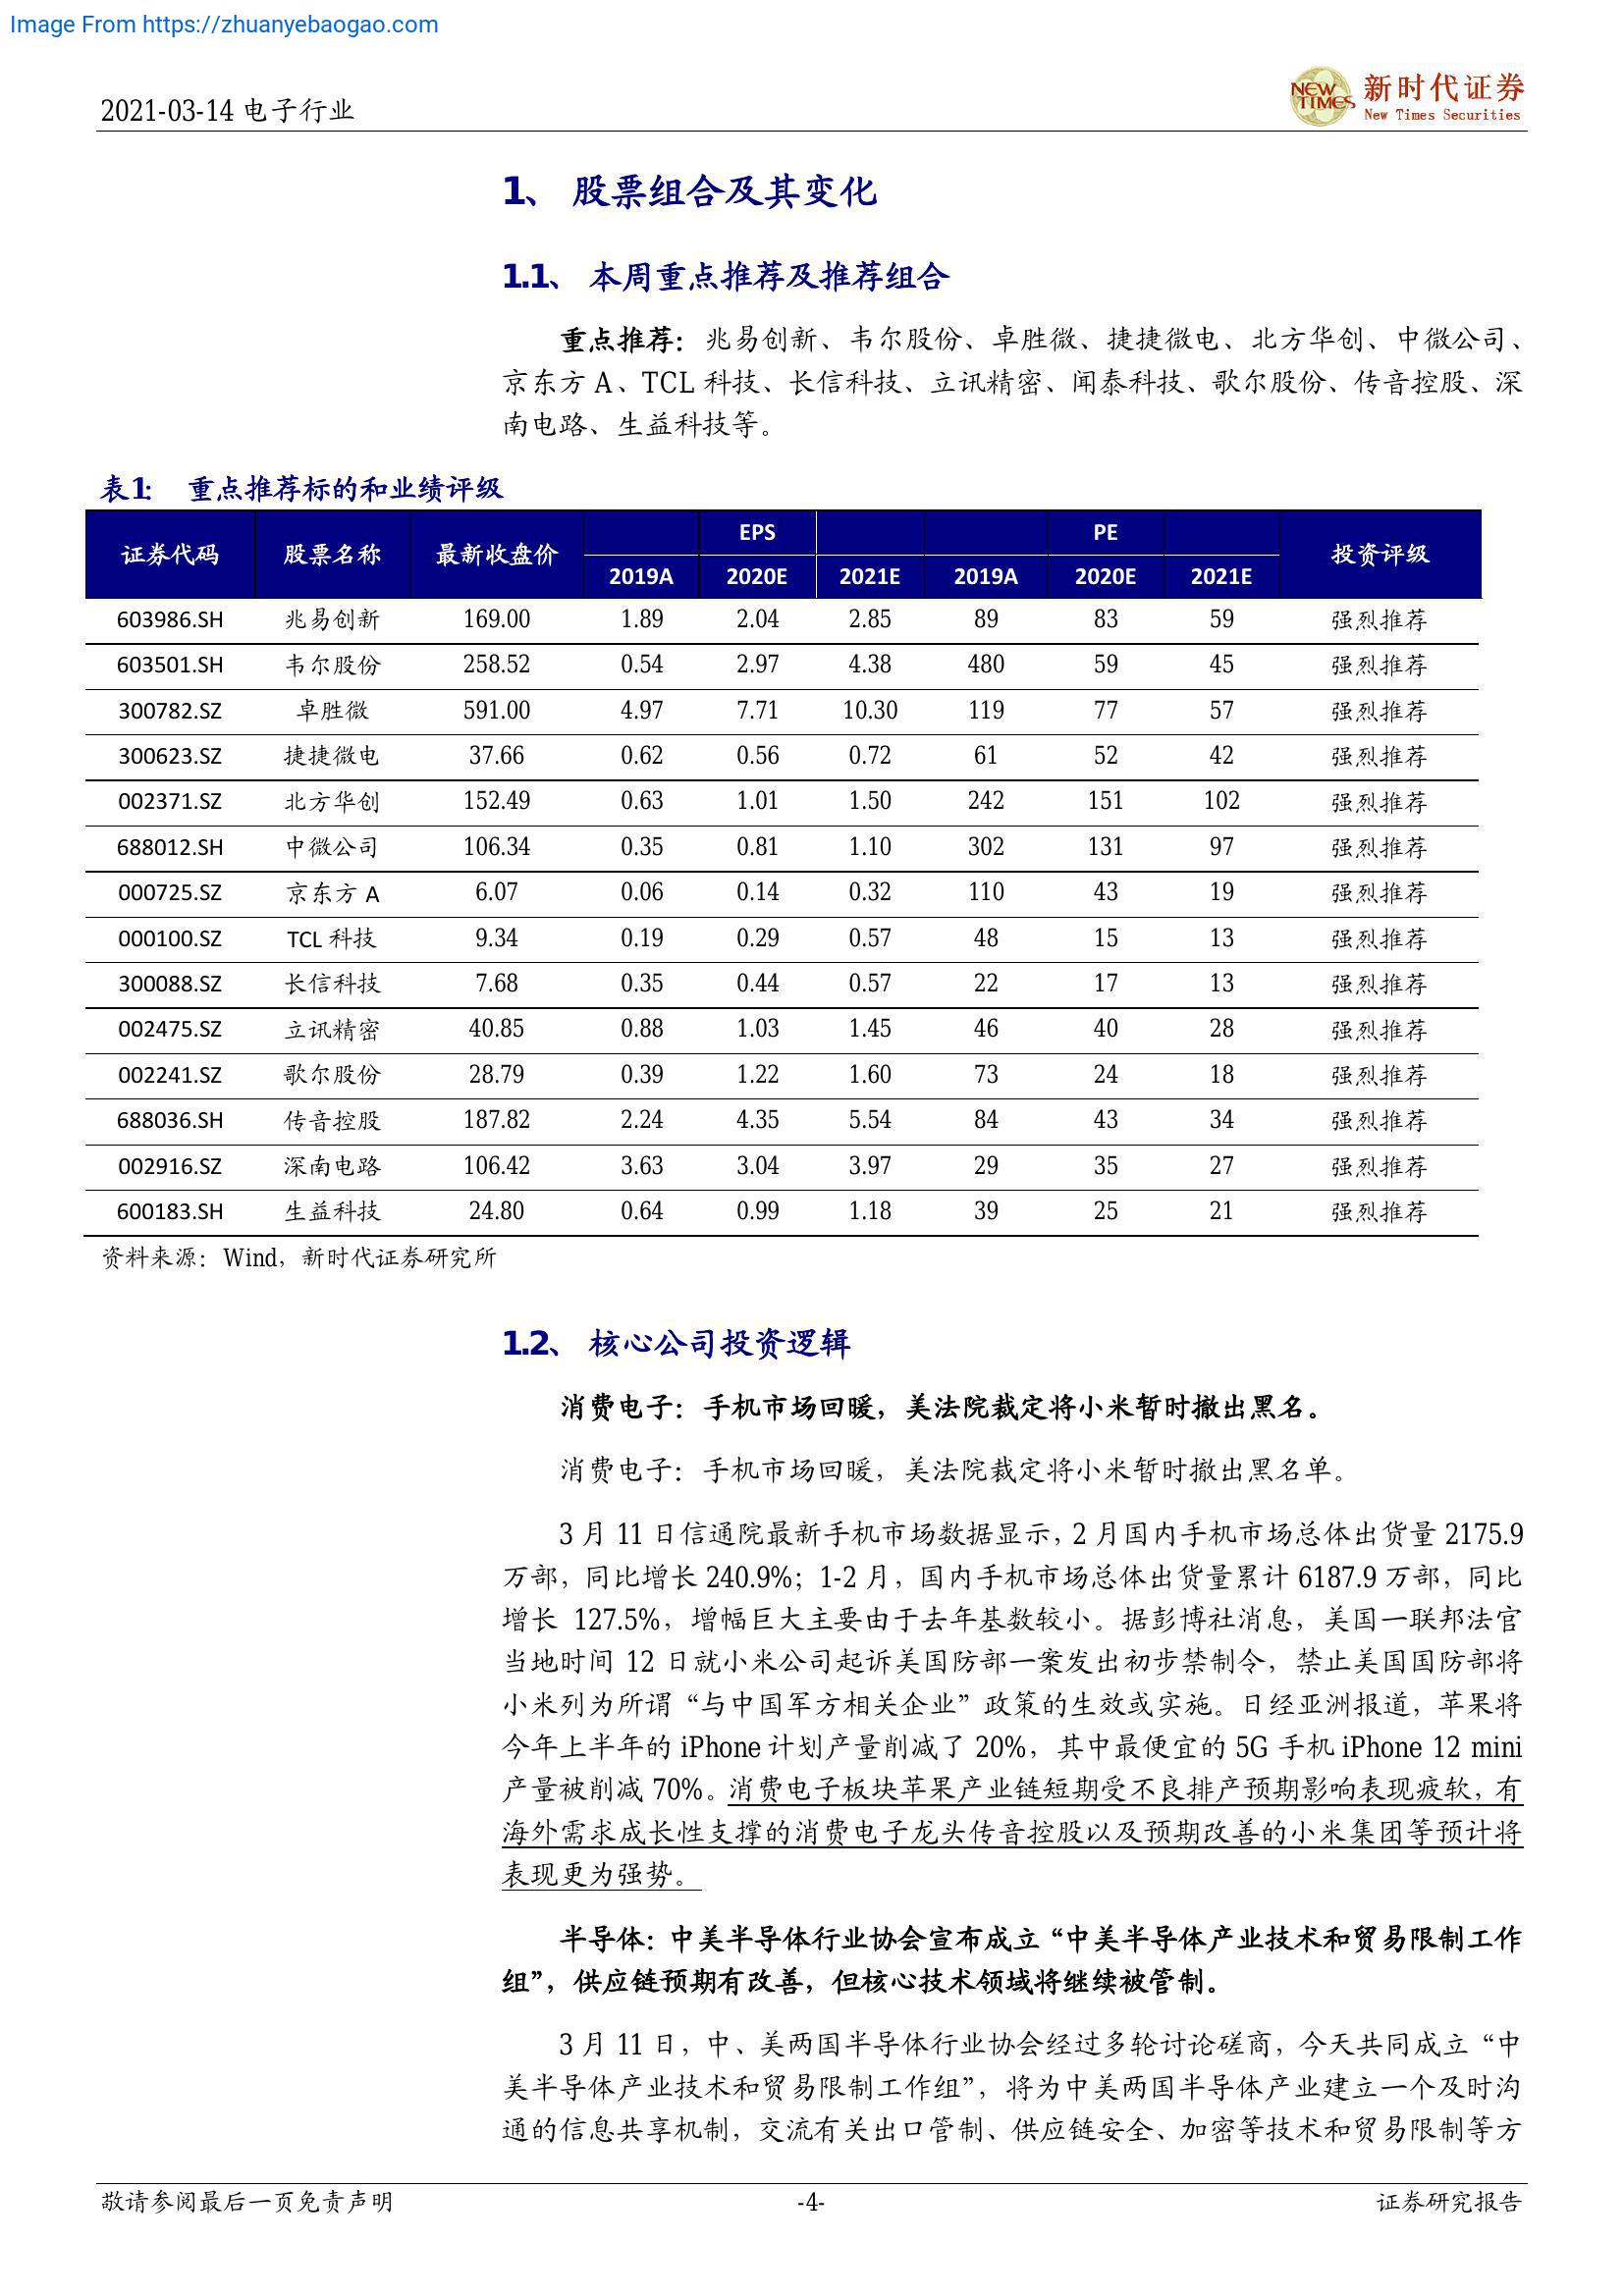 Image From https://zhuanyebaogao.com
2021-03-14 电子行业
NEW TIMES
新时代证券
New Times Securities
1、 股票组合及其变化
1.1、 本周重点推荐及推荐组合
重点推荐：兆易创新、韦尔股份、卓胜微、捷捷微电、北方华创、中微公司、
京东方 A、TCL 科技、长信科技、立讯精密、闻泰科技、歌尔股份、传音控股、深
南电路、生益科技等。
表1： 重点推荐标的和业绩评级
证券代码 股票名称 最新收盘价 EPS PE 投资评级
2019A 2020E 2021E 2019A 2020E 2021E
603986.SH 兆易创新 169.00 1.89 2.04 2.85 89 83 59 强烈推荐
603501.SH 韦尔股份 258.52 0.54 2.97 4.38 480 59 45 强烈推荐
300782.SZ 卓胜微 591.00 4.97 7.71 10.30 119 77 57 强烈推荐
300623.SZ 捷捷微电 37.66 0.62 0.56 0.72 61 52 42 强烈推荐
002371.SZ 北方华创 152.49 0.63 1.01 1.50 242 151 102 强烈推荐
688012.SH 中微公司 106.34 0.35 0.81 1.10 302 131 97 强烈推荐
000725.SZ 京东方 A 6.07 0.06 0.14 0.32 110 43 19 强烈推荐
000100.SZ TCL 科技 9.34 0.19 0.29 0.57 48 15 13 强烈推荐
300088.SZ 长信科技 7.68 0.35 0.44 0.57 22 17 13 强烈推荐
002475.SZ 立讯精密 40.85 0.88 1.03 1.45 46 40 28 强烈推荐
002241.SZ 歌尔股份 28.79 0.39 1.22 1.60 73 24 18 强烈推荐
688036.SH 传音控股 187.82 2.24 4.35 5.54 84 43 34 强烈推荐
002916.SZ 深南电路 106.42 3.63 3.04 3.97 29 35 27 强烈推荐
600183.SH 生益科技 24.80 0.64 0.99 1.18 39 25 21 强烈推荐
资料来源：Wind，新时代证券研究所
1.2、 核心公司投资逻辑
消费电子：手机市场回暖，美法院裁定将小米暂时撤出黑名。
消费电子：手机市场回暖，美法院裁定将小米暂时撤出黑名单。
3 月 11 日信通院最新手机市场数据显示，2 月国内手机市场总体出货量 2175.9
万部，同比增长 240.9%；1-2 月，国内手机市场总体出货量累计 6187.9 万部，同比
增长 127.5%，增幅巨大主要由于去年基数较小。据彭博社消息，美国一联邦法官
当地时间 12 日就小米公司起诉美国防部一案发出初步禁制令，禁止美国国防部将
小米列为所谓“与中国军方相关企业”政策的生效或实施。日经亚洲报道，苹果将
今年上半年的 iPhone 计划产量削减了 20%，其中最便宜的 5G 手机 iPhone 12 mini
产量被削减 70%。消费电子板块苹果产业链短期受不良排产预期影响表现疲软，有
海外需求成长性支撑的消费电子龙头传音控股以及预期改善的小米集团等预计将
表现更为强势。
半导体：中美半导体行业协会宣布成立“中美半导体产业技术和贸易限制工作
组”，供应链预期有改善，但核心技术领域将继续被管制。
3 月 11 日，中、美两国半导体行业协会经过多轮讨论磋商，今天共同成立“中
美半导体产业技术和贸易限制工作组”，将为中美两国半导体产业建立一个及时沟
通的信息共享机制，交流有关出口管制、供应链安全、加密等技术和贸易限制等方
敬请参阅最后一页免责声明 -4- 证券研究报告